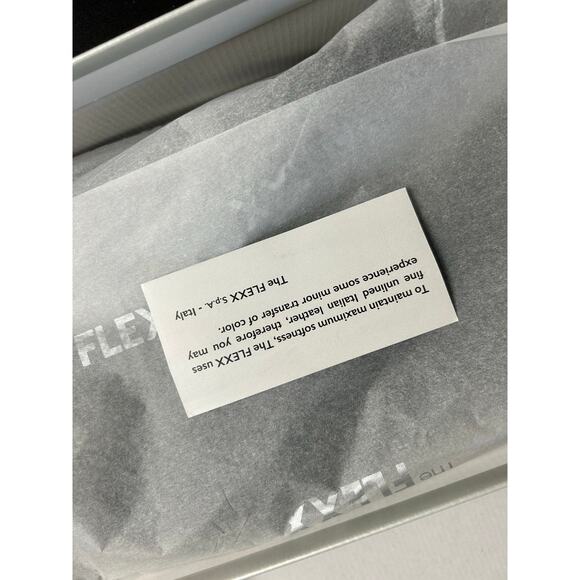 To maintain maximum softness, The FLEXX uses
fine unlined Italian leather, therefore you may
experience some minor transfer of color.
The FLEXX S.p.A. - Italy
FLEXX
The FLEXX